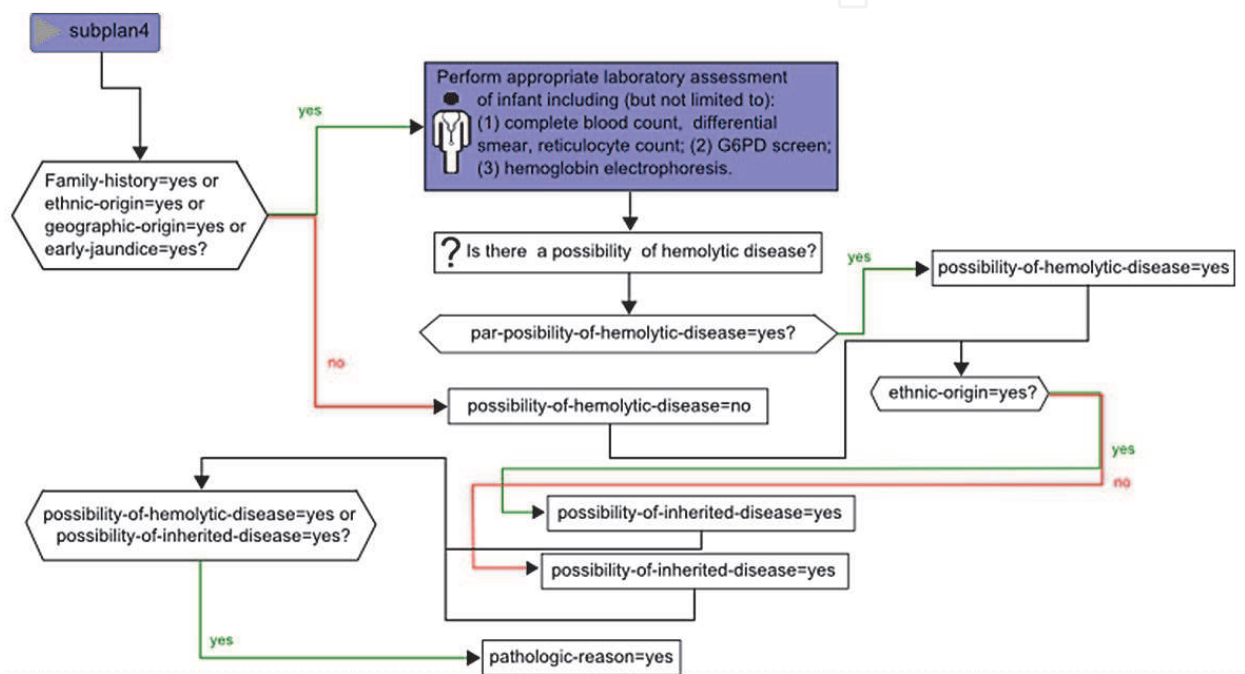 subplan4
Family-history=yes or
ethnic-origin=yes or
geographic-origin=yes or
early-jaundice=yes?
yes
no
Perform appropriate laboratory assessment
of infant including (but not limited to):
(1) complete blood count, differential
smear, reticulocyte count; (2) G6PD screen;
(3) hemoglobin electrophoresis.
? Is there a possibility of hemolytic disease?
par-posibility-of-hemolytic-disease=yes?
yes
possibility-of-hemolytic-disease=yes
possibility-of-hemolytic-disease=no
ethnic-origin=yes?
yes
no
possibility-of-inherited-disease=yes
possibility-of-inherited-disease=yes
possibility-of-hemolytic-disease=yes or
possibility-of-inherited-disease=yes?
yes
pathologic-reason=yes